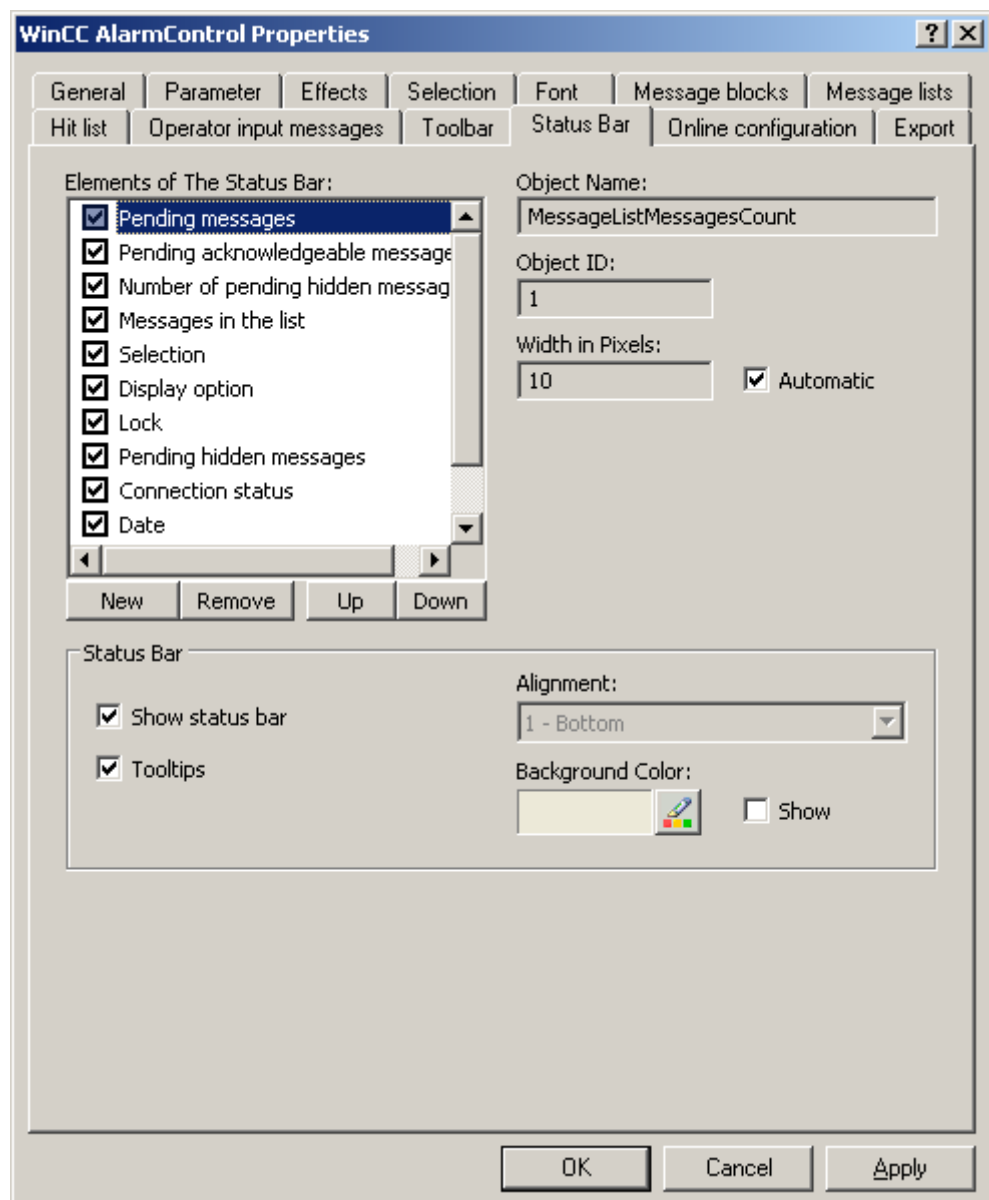 WinCC AlarmControl Properties
General Parameter Effects Selection Font Message blocks Message lists
Hit list Operator input messages Toolbar Status Bar Online configuration Export
Elements of The Status Bar:
Pending messages
Pending acknowledgeable message
Number of pending hidden messag
Messages in the list
Selection
Display option
Lock
Pending hidden messages
Connection status
Date
New Remove Up Down
Object Name:
MessageListMessagesCount
Object ID:
1
Width in Pixels:
10 Automatic
Status Bar
Show status bar
Tooltips
Alignment:
1 - Bottom
Background Color:
Show
OK Cancel Apply